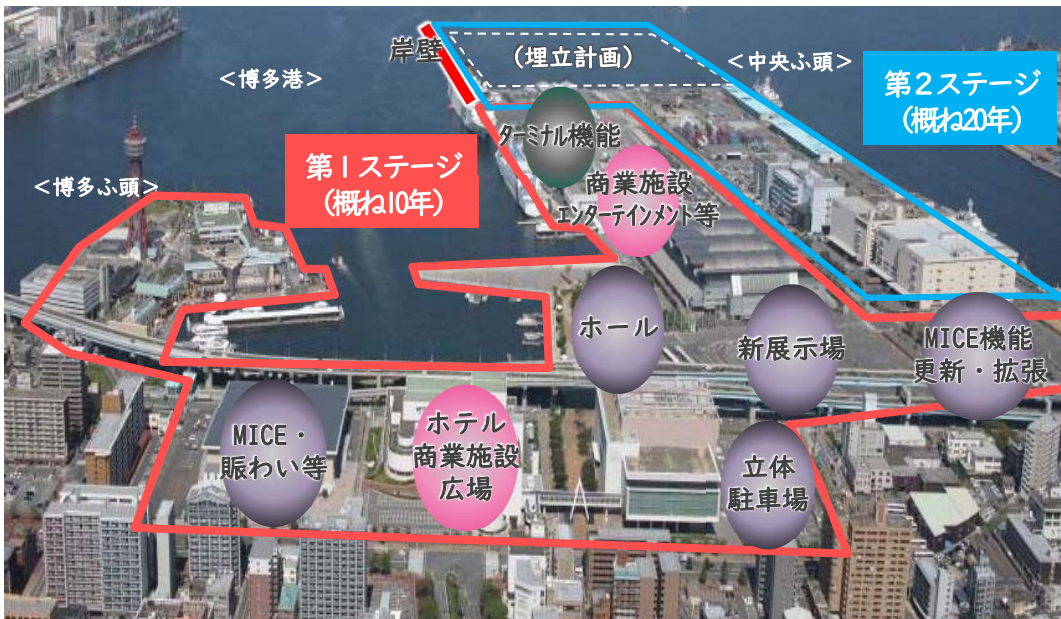 岸壁
(埋立計画)
<博多港>
<中央ふ頭>
第2ステージ
(概ね20年)
ターミナル機能
第1ステージ
(概ね10年)
<博多ふ頭>
商業施設
エンターテインメント等
ホール
新展示場
MICE機能
更新・拡張
MICE・
賑わい等
ホテル
商業施設
広場
立体
駐車場